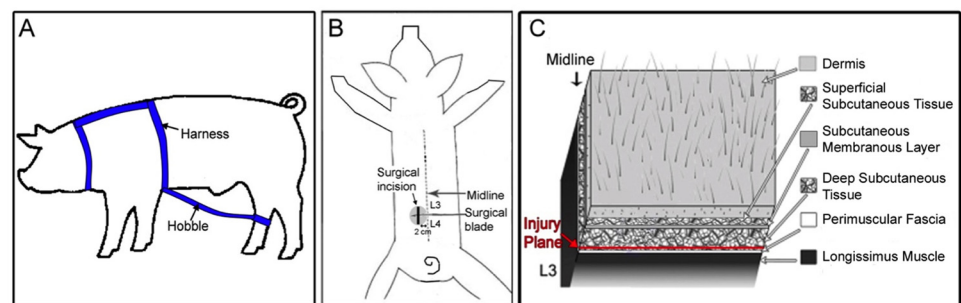 A
Harness
Hobble
B
Surgical
incision
Midline
L3
Surgical
blade
L4
2 cm
C
Midline
Dermis
Superficial
Subcutaneous Tissue
Subcutaneous
Membranous Layer
Deep Subcutaneous
Tissue
Perimuscular Fascia
Longissimus Muscle
Injury
Plane
L3